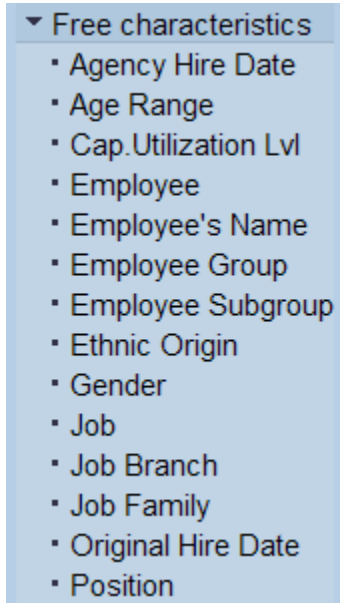 Free characteristics
Agency Hire Date
Age Range
Cap.Utilization Lvl
Employee
Employee's Name
Employee Group
Employee Subgroup
Ethnic Origin
Gender
Job
Job Branch
Job Family
Original Hire Date
Position